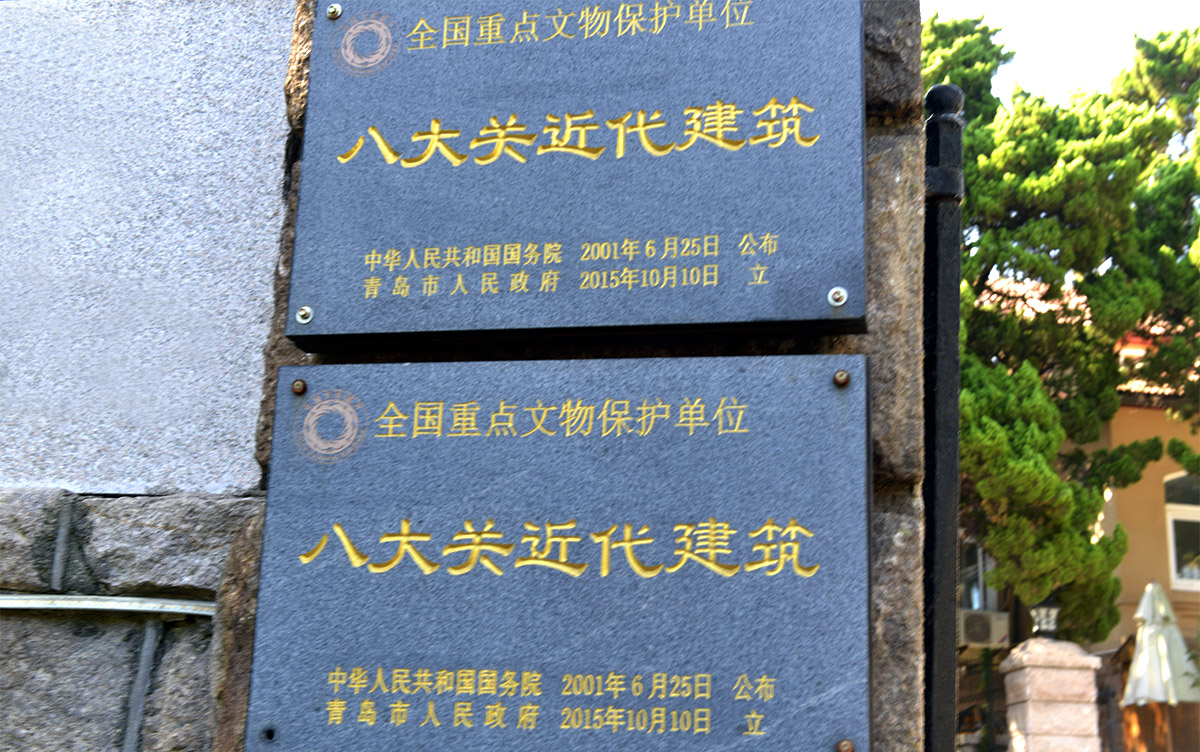 全国重点文物保护单位
八大关近代建筑
中华人民共和国国务院 2001年6月25日 公布
青岛市人民政府 2015年10月10日 立
全国重点文物保护单位
八大关近代建筑
中华人民共和国国务院 2001年6月25日 公布
青岛市人民政府 2015年10月10日 立